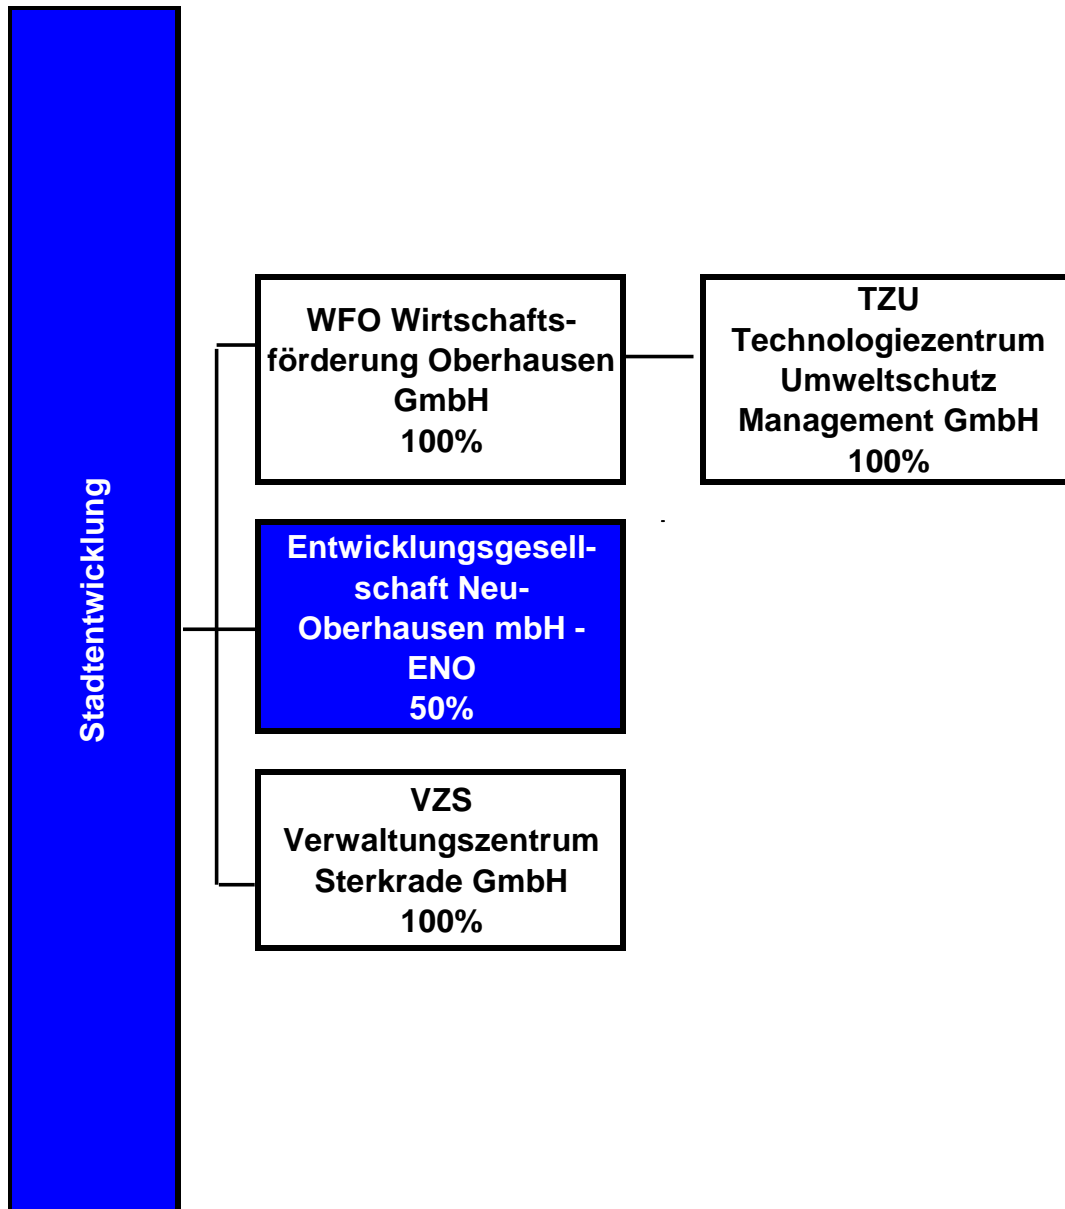 Stadtentwicklung
WFO Wirtschafts-
förderung Oberhausen
GmbH
100%
TZU
Technologiezentrum
Umweltschutz
Management GmbH
100%
Entwicklungsgesell-
schaft Neu-
Oberhausen mbH -
ENO
50%
-
VZS
Verwaltungszentrum
Sterkrade GmbH
100%